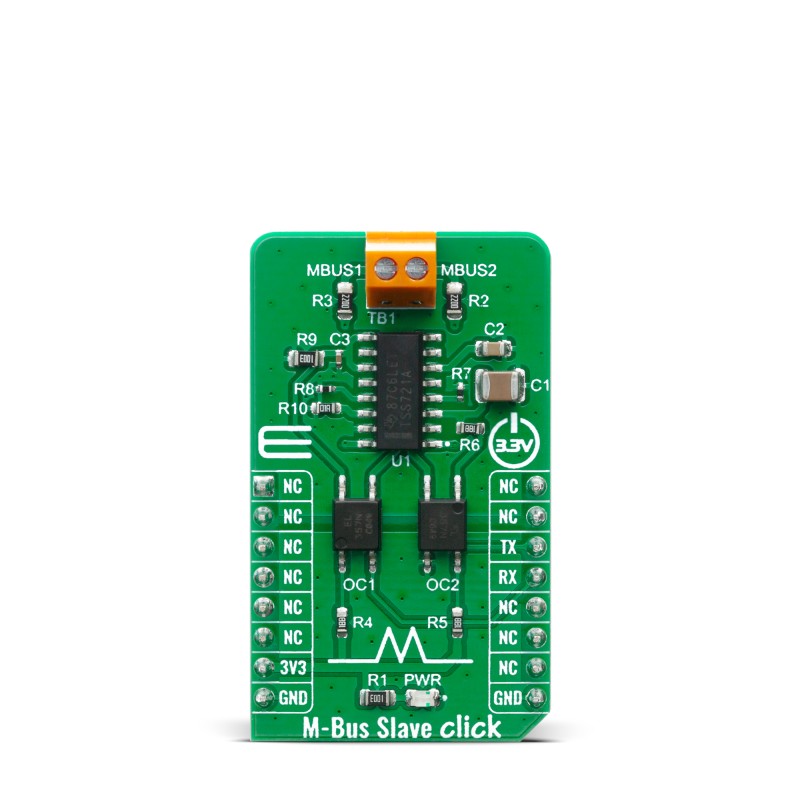 MBUS1 MBUS2
R3 R2
TB1
R9 C3 C2
R7
R8 C1
R10
87C6LET
TSS721A
R6
3.3V
U1
NC NC
NC NC
NC TX
NC RX
OC1 OC2
NC NC
R4 R5
NC NC
3V3 NC
R1 PWR
GND GND
M-Bus Slave click